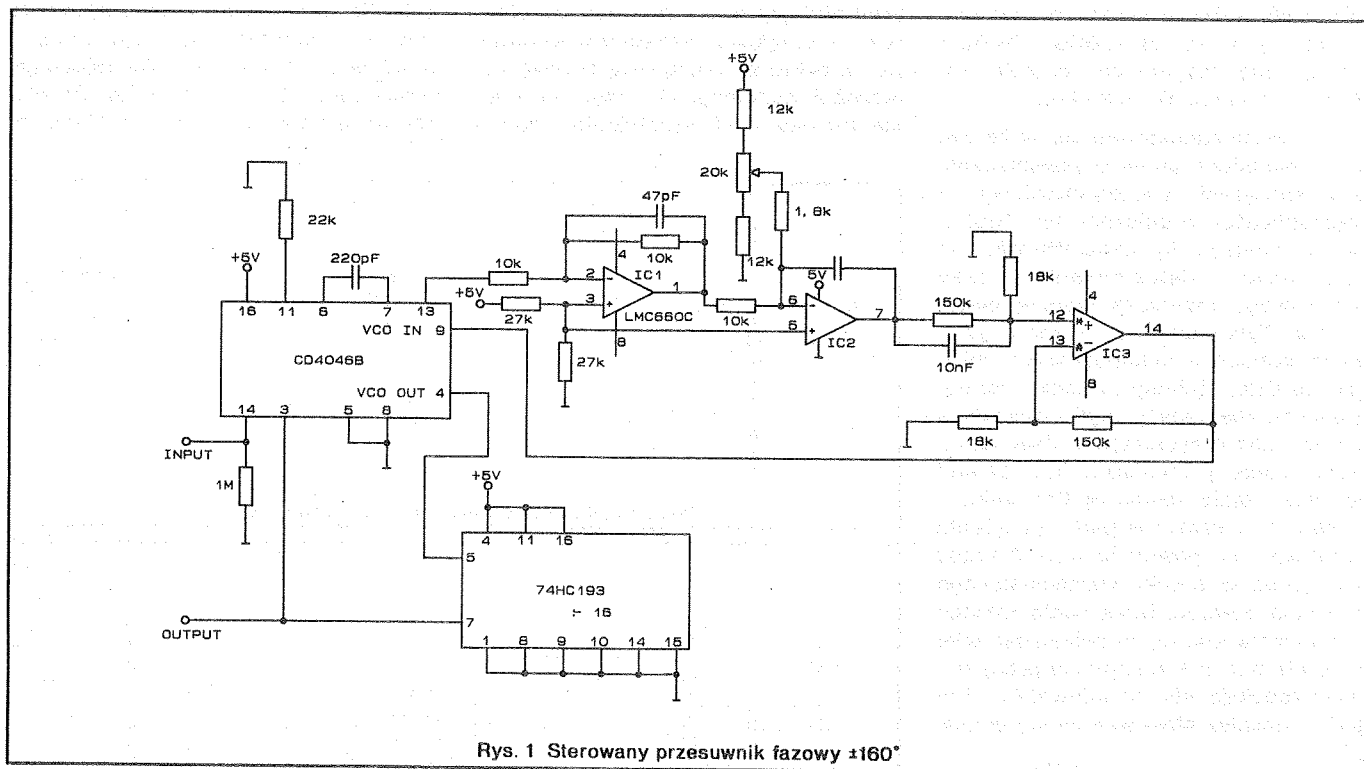 +5V
12k
20k
1,8k
12k
22k
+5V
220pF
16
11
6
7
13
VCO IN 9
CD4046B
VCO OUT 4
14
3
5
8
INPUT
1M
OUTPUT
47pF
10k
10k
4
2
-
IC1
+5V
27k
3
+
1
LMC660C
8
27k
10k
6
-
5V
7
5
+
IC2
18k
150k
10nF
12
+
4
14
13
IC3
8
18k
150k
+5V
4
11
16
5
74HC193
÷ 16
7
1
8
9
10
14
15
Rys. 1 Sterowany przesuwnik fazowy ±160°